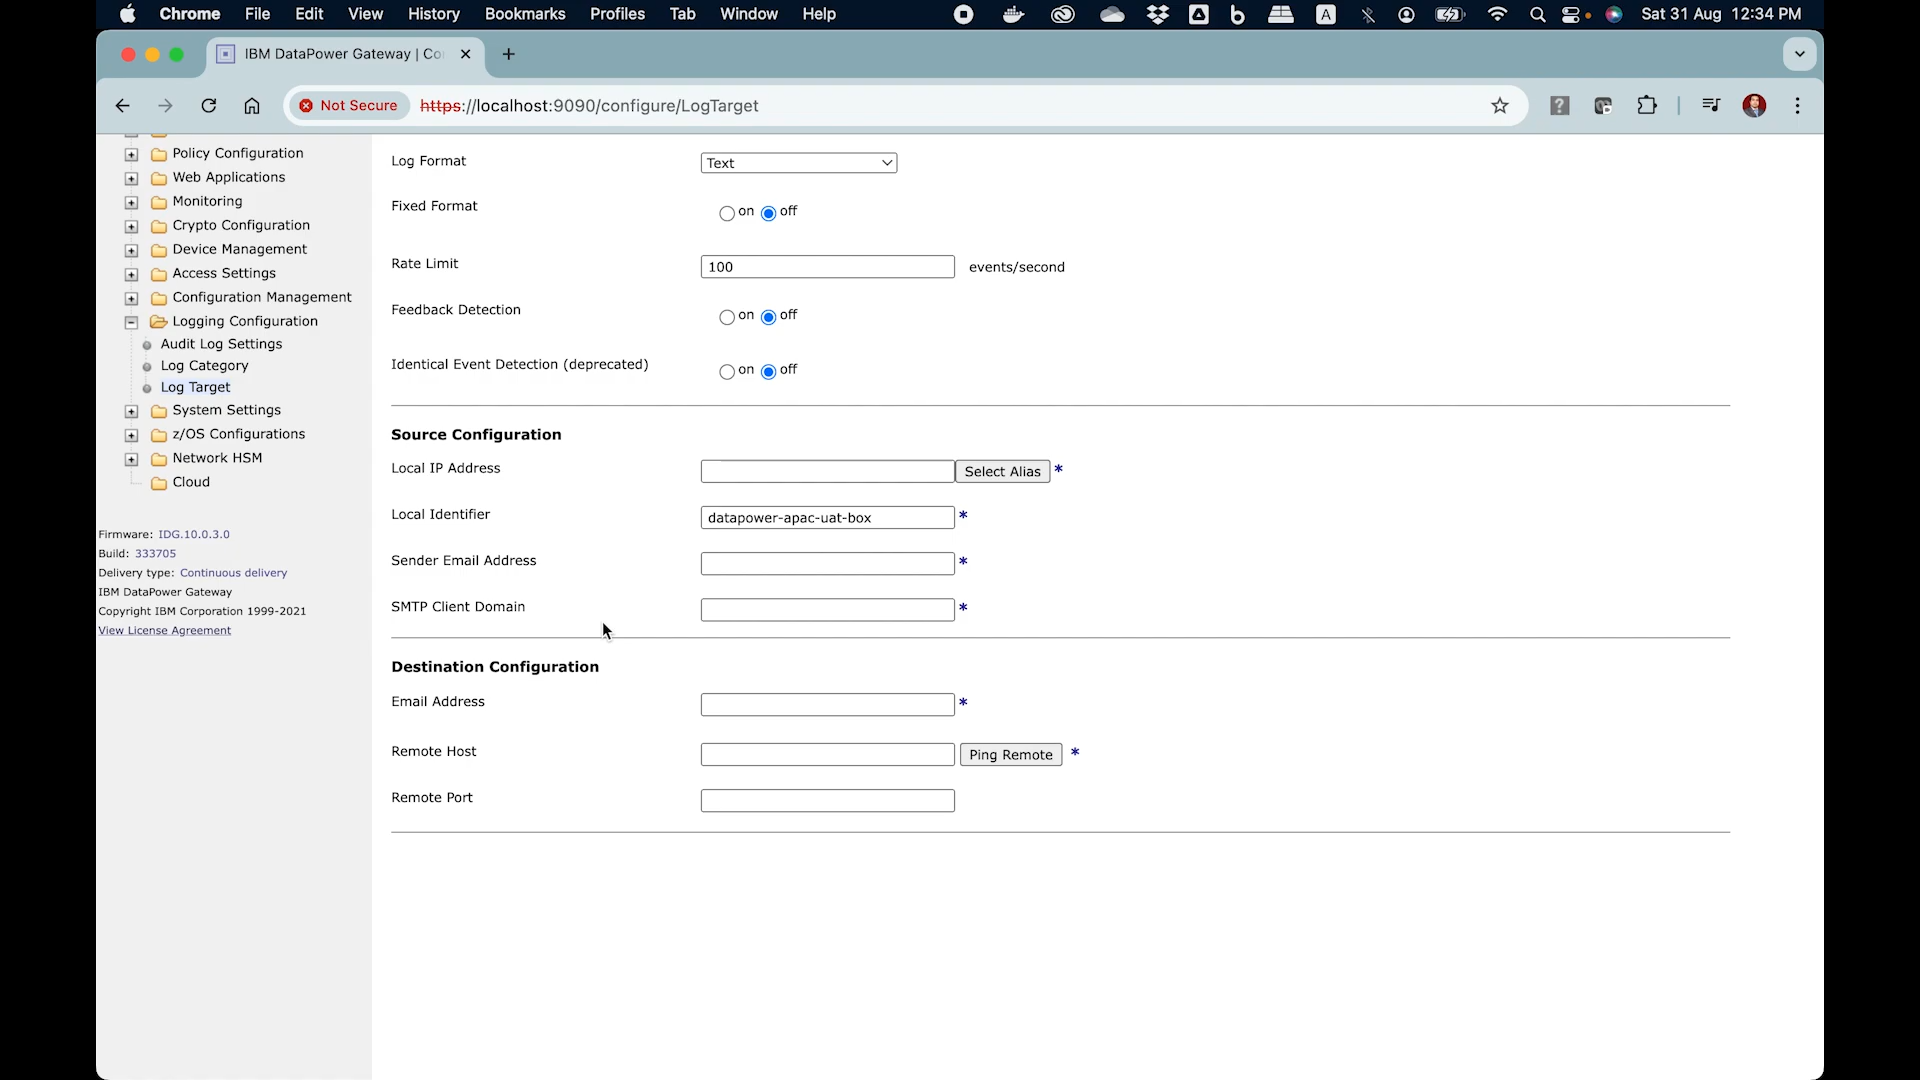 Chrome File Edit View History Bookmarks Profiles Tab Window Help Sat 31 Aug 12:34 PM
IBM DataPower Gateway | Co
Not Secure https://localhost:9090/configure/LogTarget
Policy Configuration
Web Applications
Monitoring
Crypto Configuration
Device Management
Access Settings
Configuration Management
Logging Configuration
Audit Log Settings
Log Category
Log Target
System Settings
z/OS Configurations
Network HSM
Cloud
Firmware: IDG.10.0.3.0
Build: 333705
Delivery type: Continuous delivery
IBM DataPower Gateway
Copyright IBM Corporation 1999-2021
View License Agreement
Log Format Text
Fixed Format on off
Rate Limit 100 events/second
Feedback Detection on off
Identical Event Detection (deprecated) on off
Source Configuration
Local IP Address Select Alias *
Local Identifier datapower-apac-uat-box *
Sender Email Address *
SMTP Client Domain *
Destination Configuration
Email Address *
Remote Host Ping Remote *
Remote Port